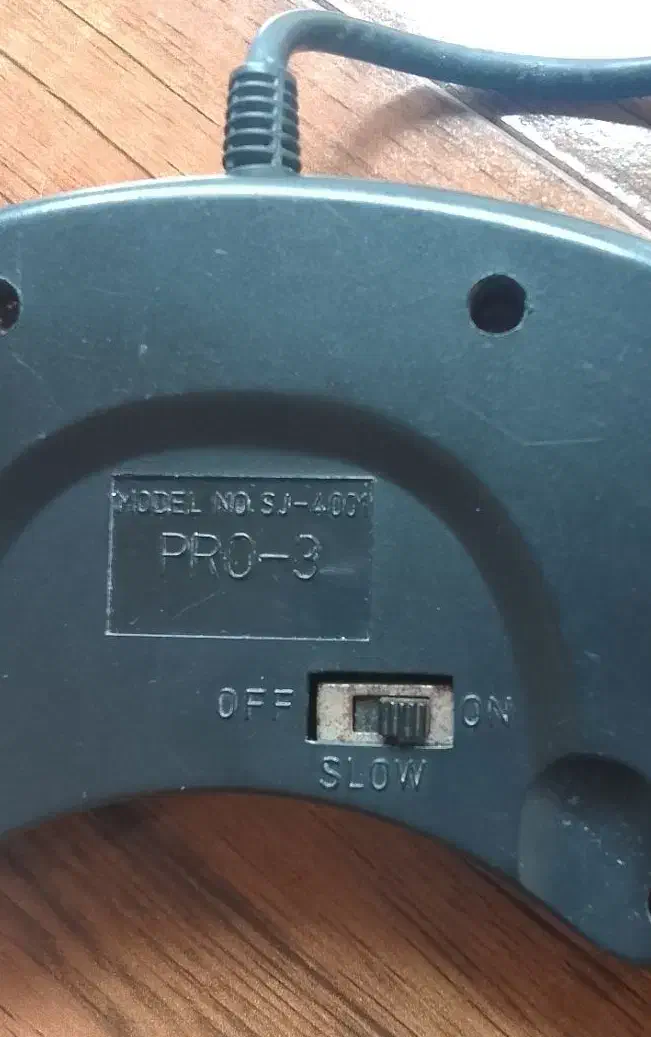 MODEL NO.SJ-4001
PRO-3
OFF ON
SLOW